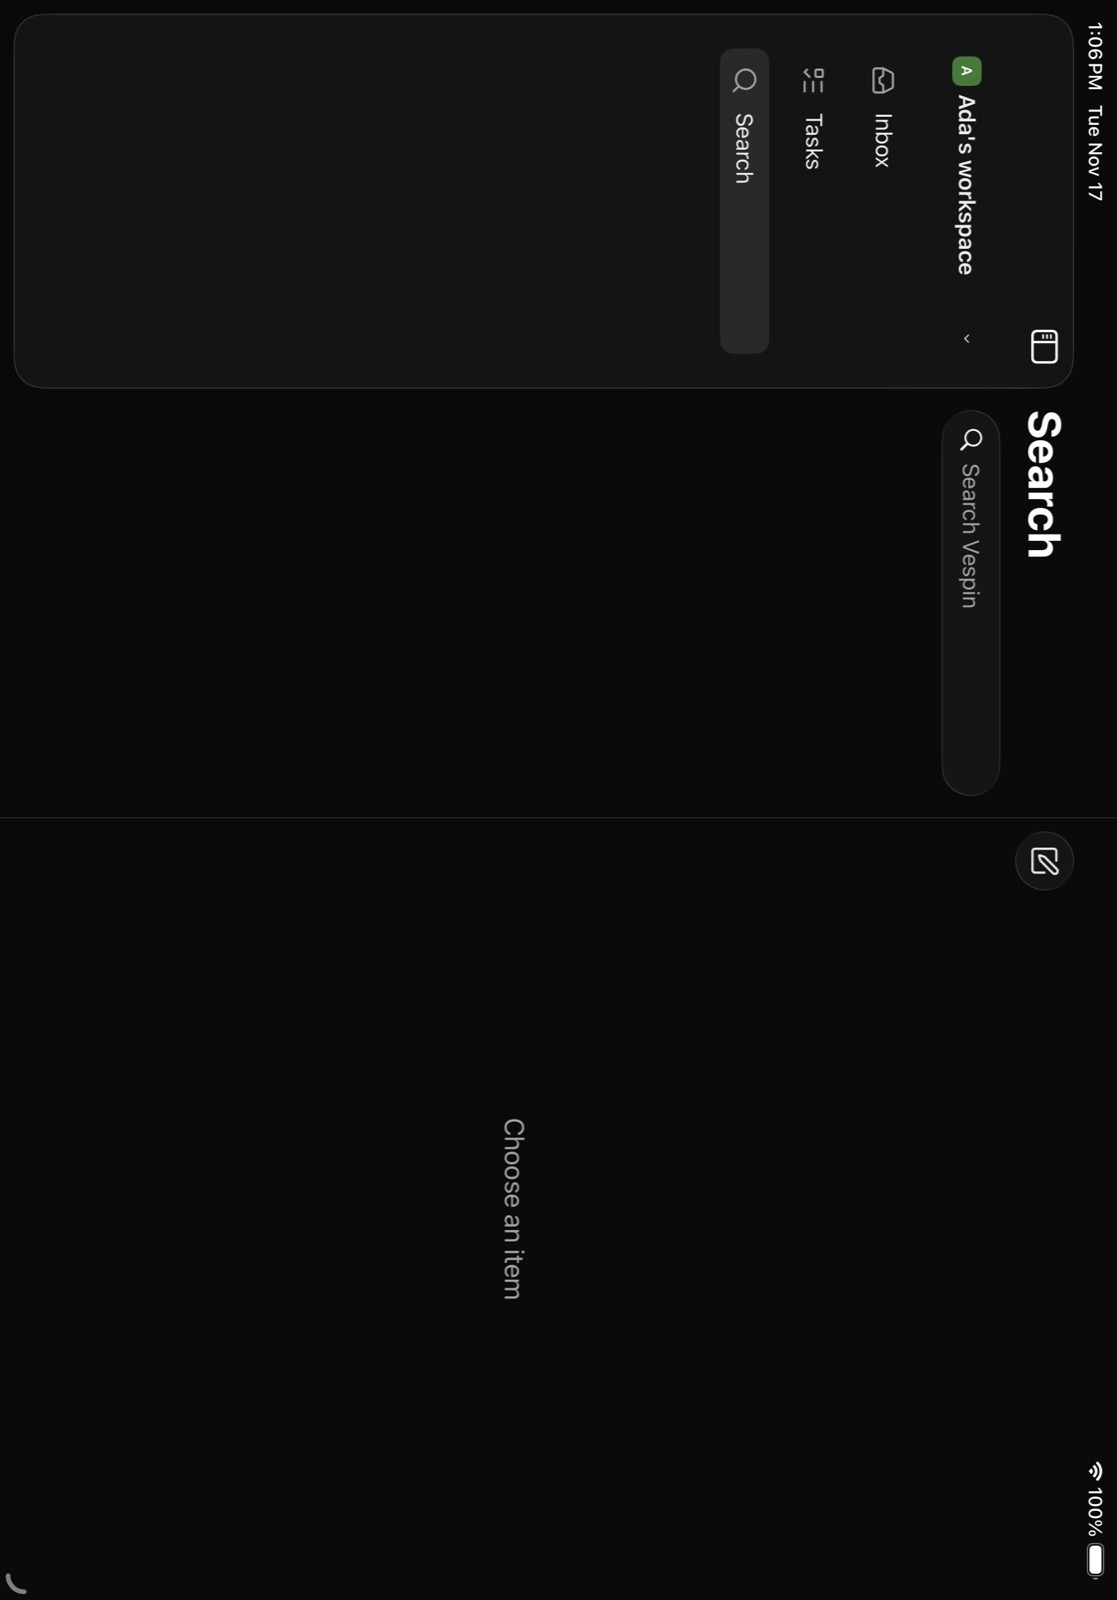 1:06 PM Tue Nov 17
100%
A Ada's workspace
Inbox
Tasks
Search
Search
Search Vespin
Choose an item